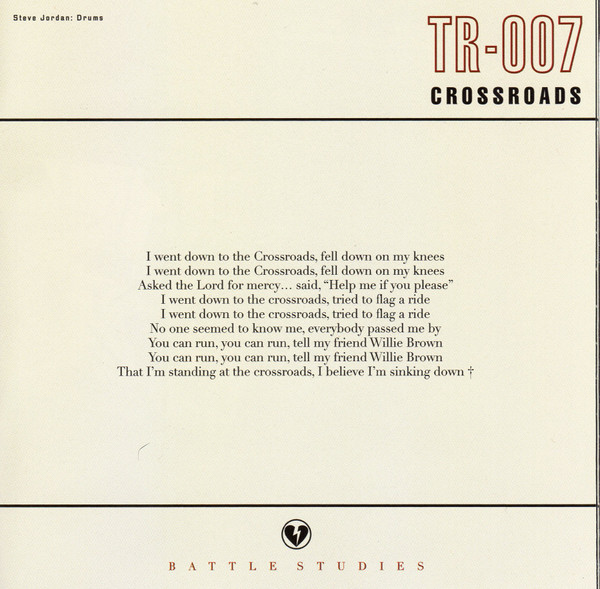 Steve Jordan: Drums
TR-007
CROSSROADS
I went down to the Crossroads, fell down on my knees
I went down to the Crossroads, fell down on my knees
Asked the Lord for mercy... said, “Help me if you please”
I went down to the crossroads, tried to flag a ride
I went down to the crossroads, tried to flag a ride
No one seemed to know me, everybody passed me by
You can run, you can run, tell my friend Willie Brown
You can run, you can run, tell my friend Willie Brown
That I’m standing at the crossroads, I believe I’m sinking down †
BATTLE STUDIES